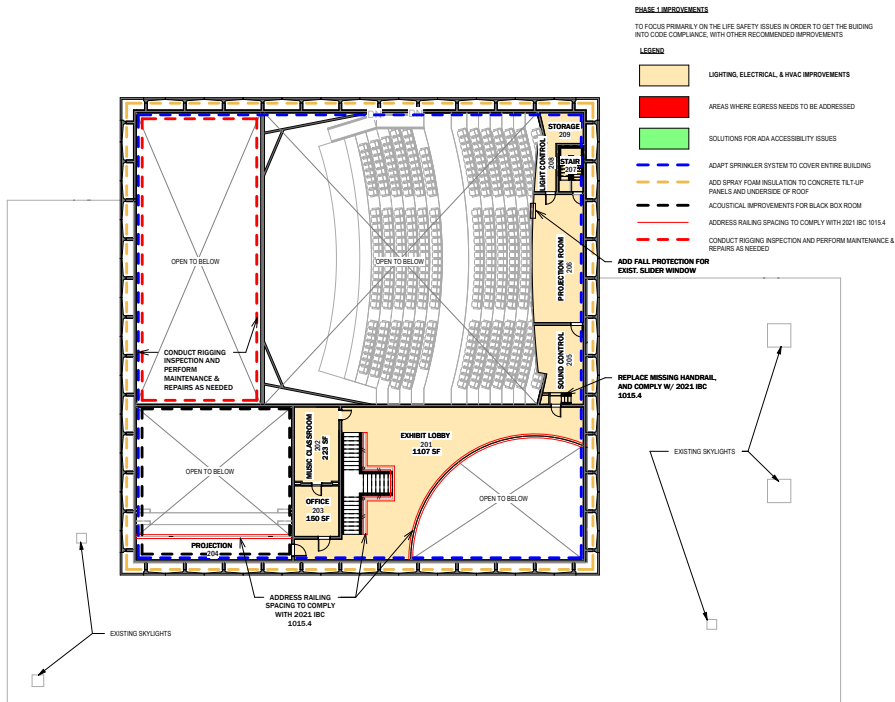 PHASE 1 IMPROVEMENTS
TO FOCUS PRIMARILY ON THE LIFE SAFETY ISSUES IN ORDER TO GET THE BUIDING
INTO CODE COMPLIANCE, WITH OTHER RECOMMENDED IMPROVEMENTS
LEGEND
LIGHTING, ELECTRICAL, & HVAC IMPROVEMENTS
AREAS WHERE EGRESS NEEDS TO BE ADDRESSED
SOLUTIONS FOR ADA ACCESSIBILITY ISSUES
ADAPT SPRINKLER SYSTEM TO COVER ENTIRE BUILDING
ADD SPRAY FOAM INSULATION TO CONCRETE TILT-UP
PANELS AND UNDERSIDE OF ROOF
ACOUSTICAL IMPROVEMENTS FOR BLACK BOX ROOM
ADDRESS RAILING SPACING TO COMPLY WITH 2021 IBC 1015.4
CONDUCT RIGGING INSPECTION AND PERFORM MAINTENANCE &
REPAIRS AS NEEDED
STORAGE
209
STAIR
207
LIGHT CONTROL
208
OPEN TO BELOW
OPEN TO BELOW
PROJECTION ROOM
206
ADD FALL PROTECTION FOR
EXIST. SLIDER WINDOW
CONDUCT RIGGING
INSPECTION AND
PERFORM
MAINTENANCE &
REPAIRS AS NEEDED
SOUND CONTROL
205
REPLACE MISSING HANDRAIL,
AND COMPLY W/ 2021 IBC
1015.4
MUSIC CLASSROOM
202
223 SF
EXHIBIT LOBBY
201
1107 SF
EXISTING SKYLIGHTS
OPEN TO BELOW
OPEN TO BELOW
OFFICE
203
150 SF
PROJECTION
204
ADDRESS RAILING
SPACING TO COMPLY
WITH 2021 IBC
1015.4
EXISTING SKYLIGHTS